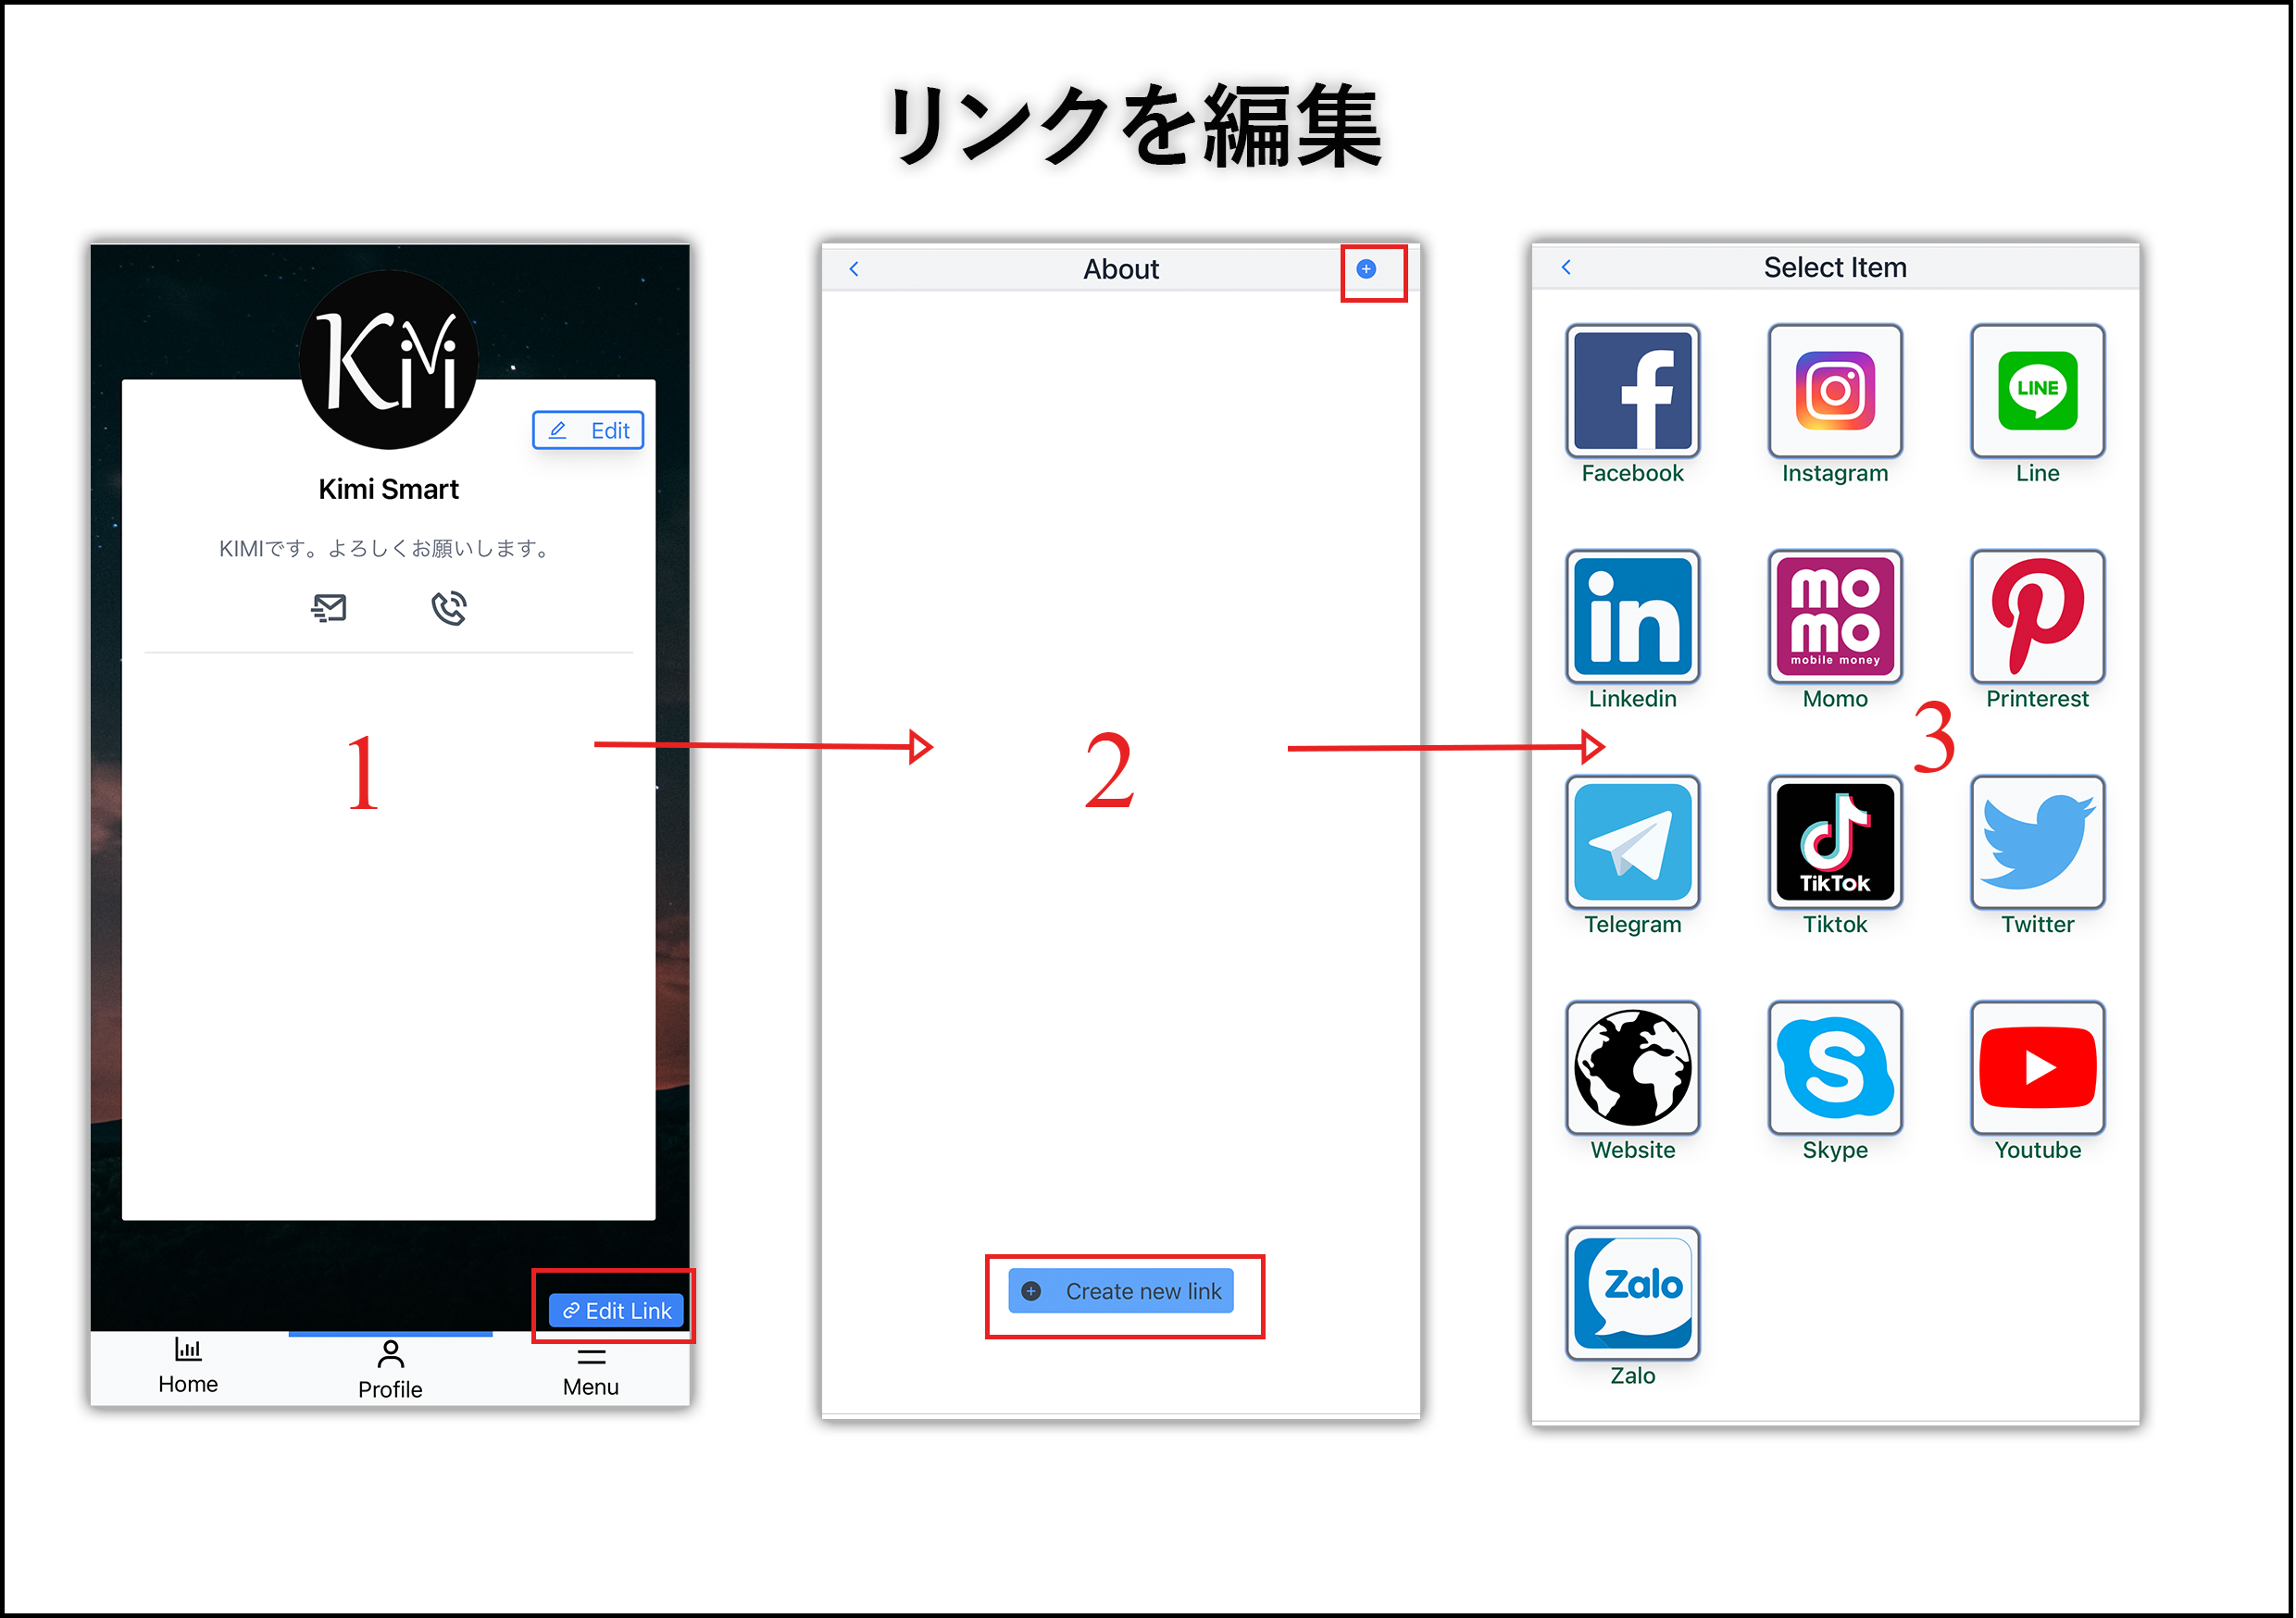 リンクを編集
KiMi
Edit
Kimi Smart
KIMIです。よろしくお願いします。
1
Edit Link
Home
Profile
Menu
About
2
Create new link
Select Item
f
LINE
Facebook
Instagram
Line
in
mo
mo
mobile money
Linkedin
Momo
Printerest
3
TikTok
Telegram
Tiktok
Twitter
S
Website
Skype
Youtube
Zalo
Zalo